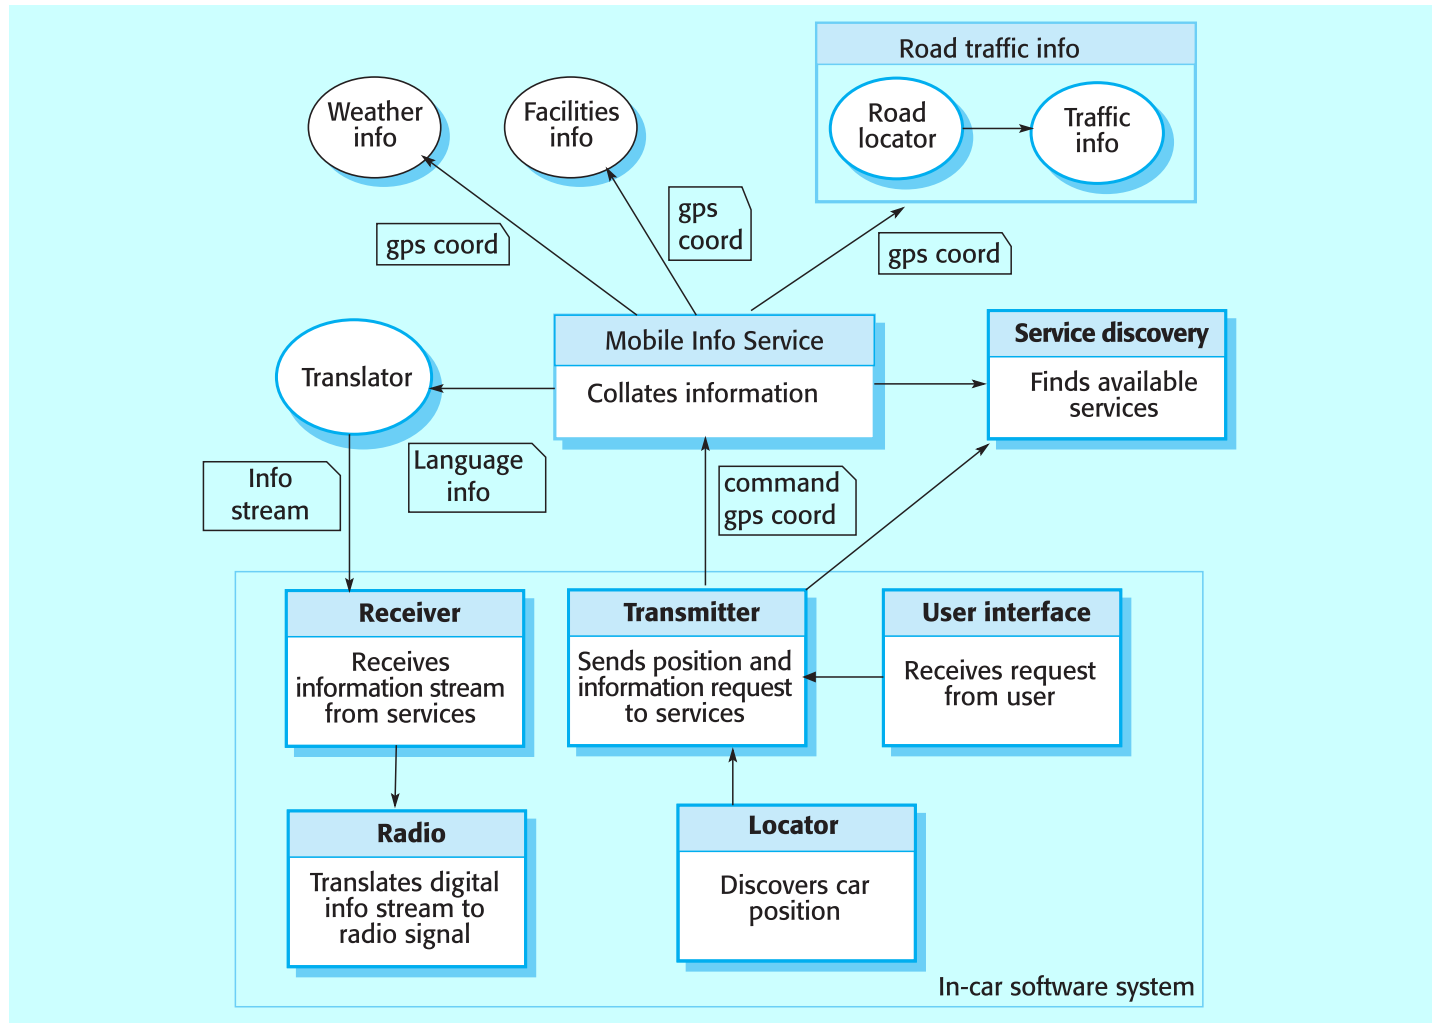 Road traffic info
Weather
info
Facilities
info
Road
locator
Traffic
info
gps coord
gps
coord
gps coord
Mobile Info Service
Collates information
Service discovery
Finds available
services
Translator
Language
info
Info
stream
command
gps coord
Receiver
Receives
information stream
from services
Transmitter
Sends position and
information request
to services
User interface
Receives request
from user
Radio
Translates digital
info stream to
radio signal
Locator
Discovers car
position
In-car software system